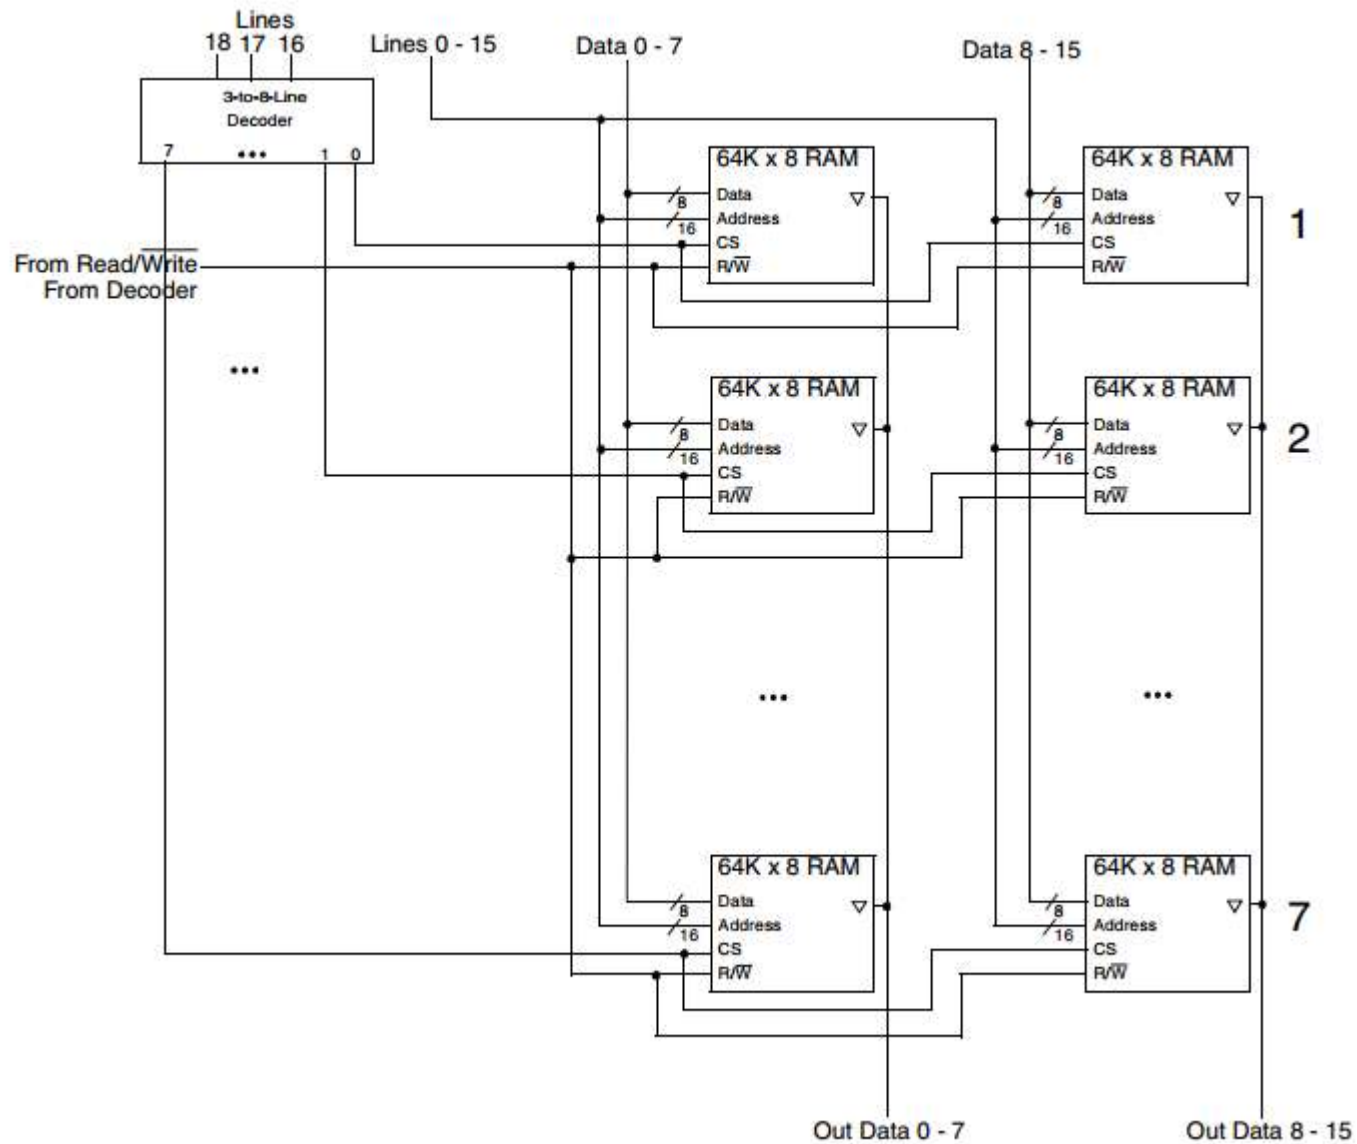 Lines
18 17 16
Lines 0 - 15
Data 0 - 7
Data 8 - 15
3-to-8-Line
Decoder
7 ••• 1 0
From Read/W̅r̅i̅t̅e̅
From Decoder
•••
64K x 8 RAM
Data
8
Address
16
CS
R/W̅
64K x 8 RAM
Data
8
Address
16
CS
R/W̅
1
64K x 8 RAM
Data
8
Address
16
CS
R/W̅
64K x 8 RAM
Data
8
Address
16
CS
R/W̅
2
•••
•••
64K x 8 RAM
Data
8
Address
16
CS
R/W̅
64K x 8 RAM
Data
8
Address
16
CS
R/W̅
7
Out Data 0 - 7
Out Data 8 - 15